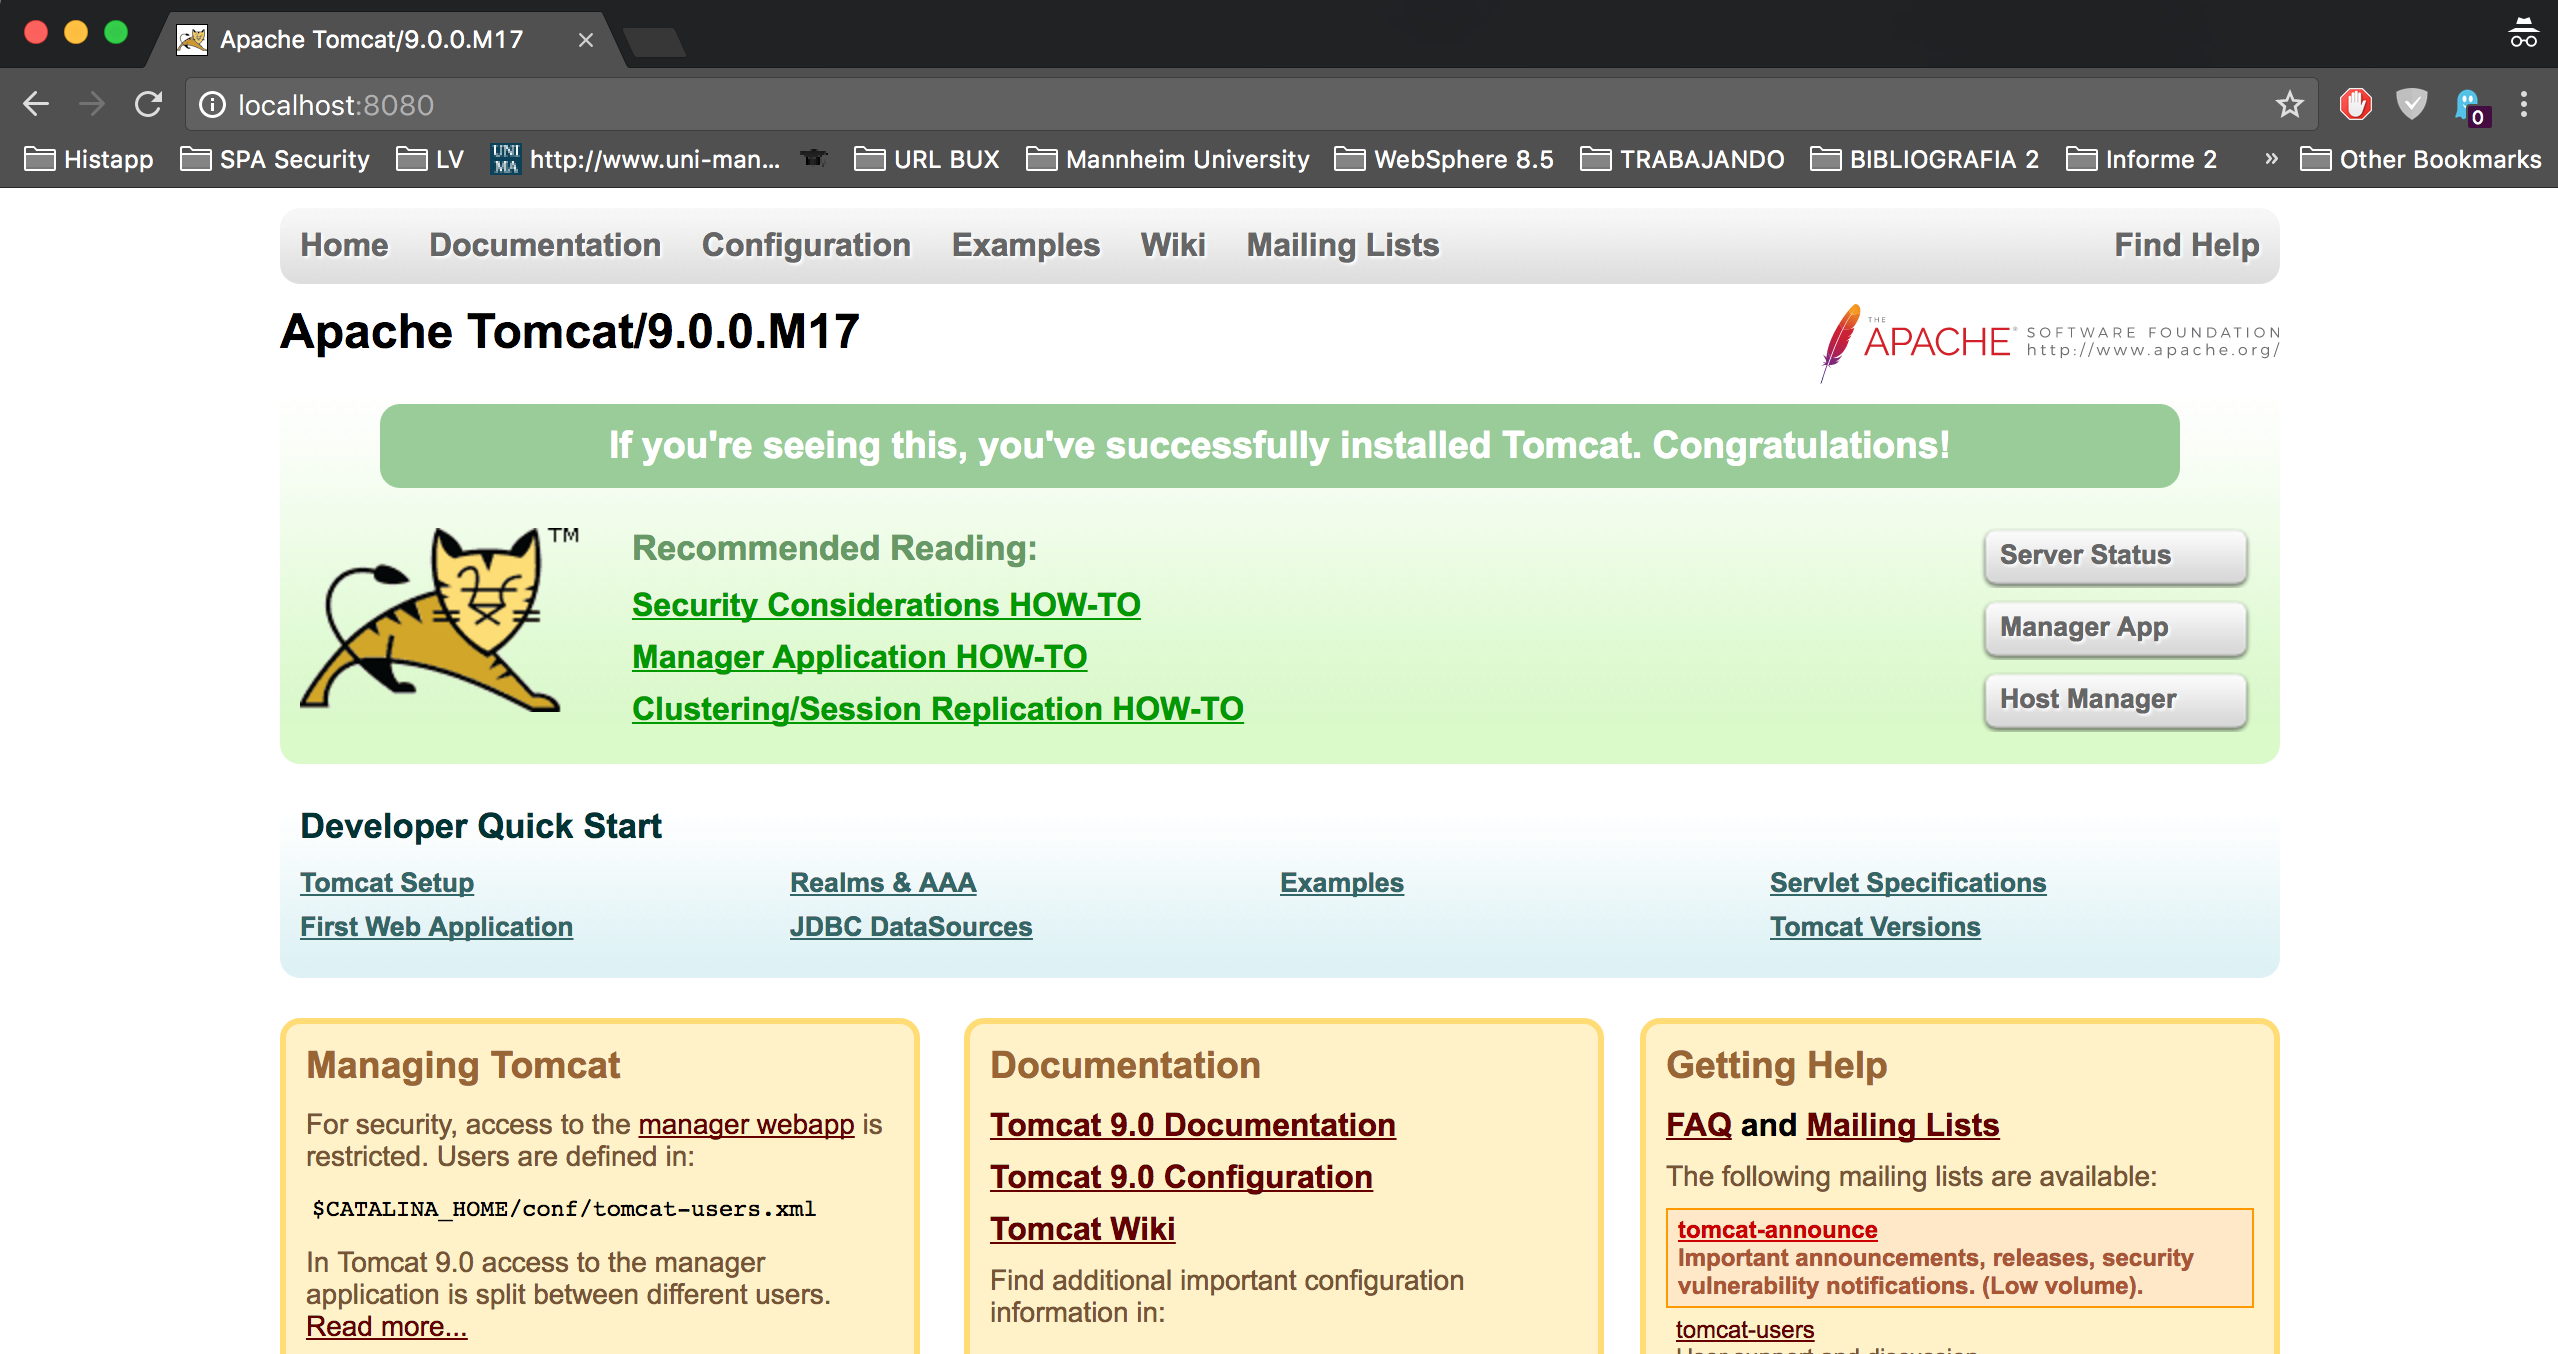 Apache Tomcat/9.0.0.M17
localhost:8080
0
Histapp SPA Security LV UNI MA http://www.uni-man... URL BUX Mannheim University WebSphere 8.5 TRABAJANDO BIBLIOGRAFIA 2 Informe 2 » Other Bookmarks
Home Documentation Configuration Examples Wiki Mailing Lists Find Help
Apache Tomcat/9.0.0.M17
THE APACHE® SOFTWARE FOUNDATION
http://www.apache.org/
If you're seeing this, you've successfully installed Tomcat. Congratulations!
TM
Recommended Reading:
Security Considerations HOW-TO
Manager Application HOW-TO
Clustering/Session Replication HOW-TO
Server Status
Manager App
Host Manager
Developer Quick Start
Tomcat Setup
First Web Application
Realms & AAA
JDBC DataSources
Examples
Servlet Specifications
Tomcat Versions
Managing Tomcat
For security, access to the manager webapp is
restricted. Users are defined in:
$CATALINA_HOME/conf/tomcat-users.xml
In Tomcat 9.0 access to the manager
application is split between different users.
Read more...
Documentation
Tomcat 9.0 Documentation
Tomcat 9.0 Configuration
Tomcat Wiki
Find additional important configuration
information in:
Getting Help
FAQ and Mailing Lists
The following mailing lists are available:
tomcat-announce
Important announcements, releases, security
vulnerability notifications. (Low volume).
tomcat-users